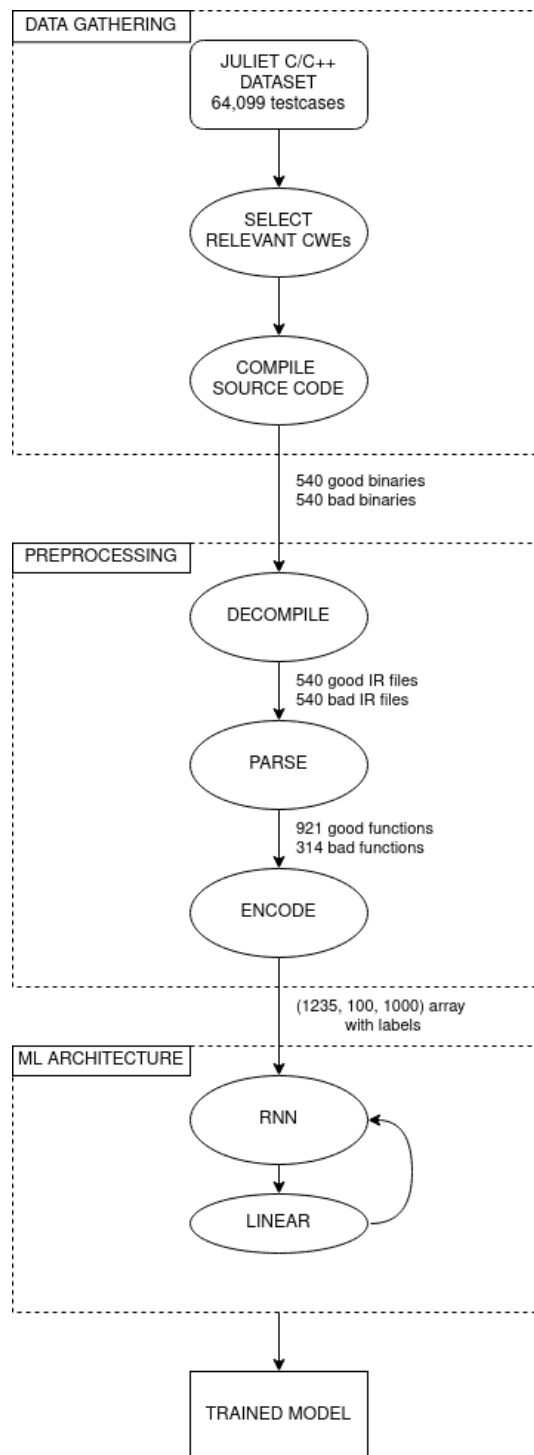 DATA GATHERING
JULIET C/C++
DATASET
64,099 testcases
SELECT
RELEVANT CWEs
COMPILE
SOURCE CODE
540 good binaries
540 bad binaries
PREPROCESSING
DECOMPILE
540 good IR files
540 bad IR files
PARSE
921 good functions
314 bad functions
ENCODE
(1235, 100, 1000) array
with labels
ML ARCHITECTURE
RNN
LINEAR
TRAINED MODEL